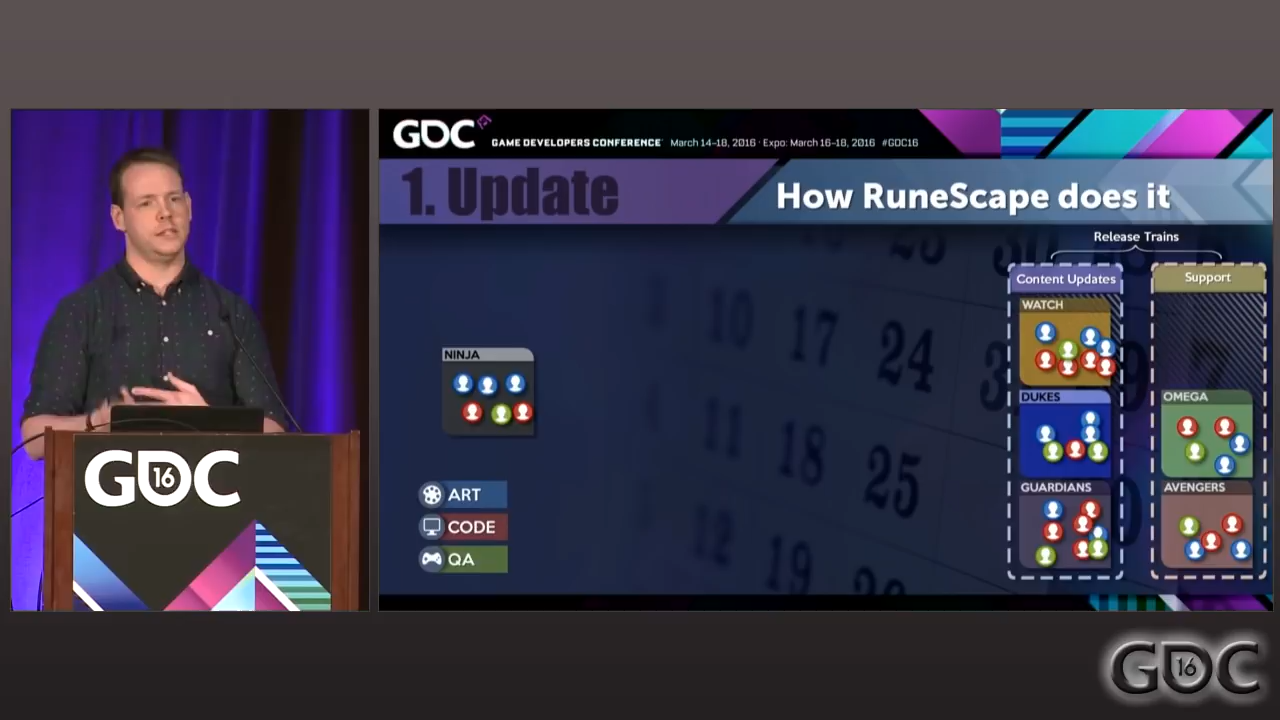 GDC
GAME DEVELOPERS CONFERENCE March 14-18, 2016 · Expo: March 16-18, 2016 #GDC16
1. Update
How RuneScape does it
Release Trains
Content Updates
Support
WATCH
NINJA
DUKES
OMEGA
GUARDIANS
AVENGERS
ART
CODE
QA
10 17 24
11 18 25
12 19
25
GDC
16
GDC
16